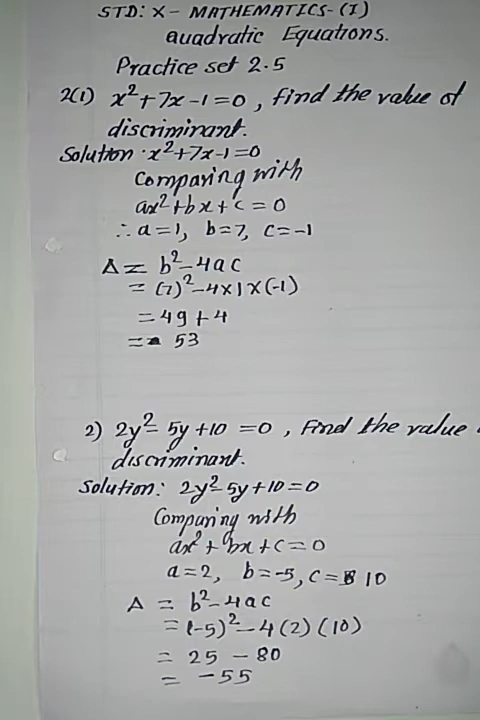 STD: X - MATHEMATICS-(I)
Quadratic Equations.
Practice set 2.5
2(1) x²+7x-1=0, find the value of
discriminant.
Solution · x²+7x-1=0
Comparing with
ax²+bx+c=0
∴ a=1, b=7, c=-1
Δ = b²-4ac
= (7)²-4×1×(-1)
= 49+4
= 53
2) 2y²-5y+10=0, Find the value
discriminant.
Solution: 2y²-5y+10=0
Comparing with
ax²+bx+c=0
a=2, b=-5, c= 10
Δ = b²-4ac
= (-5)²-4(2)(10)
= 25 - 80
= -55